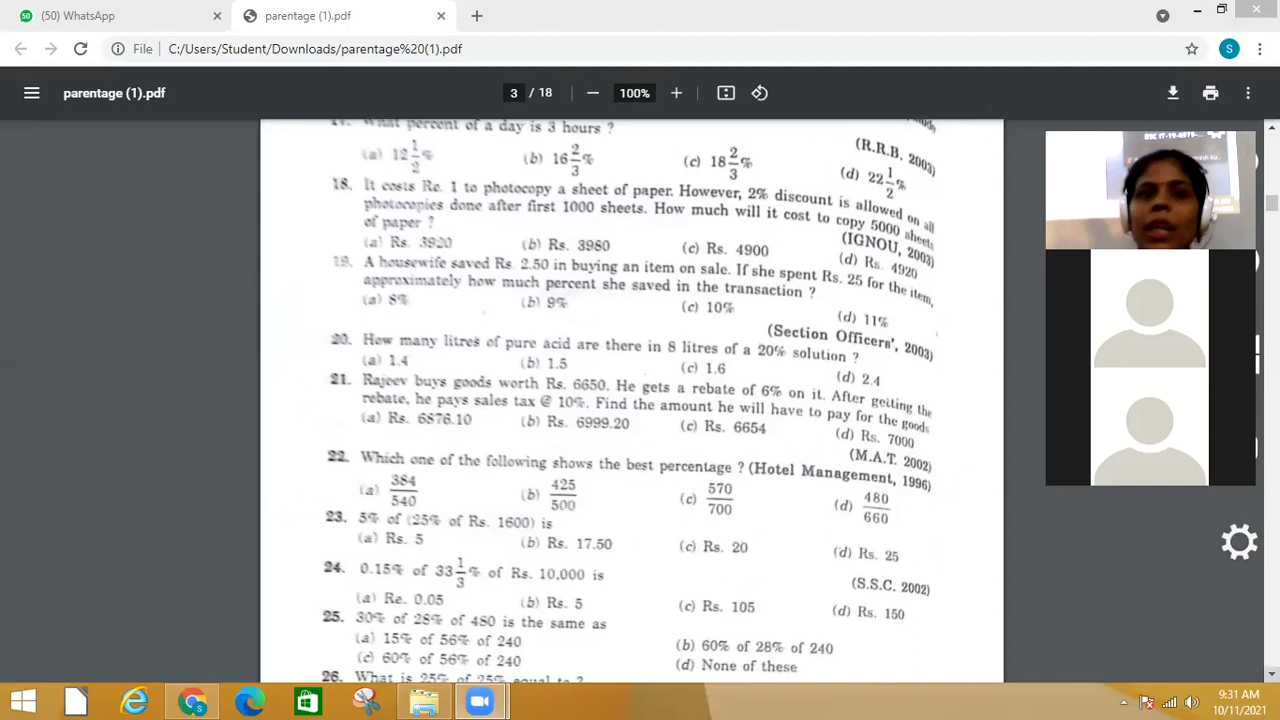 (50) WhatsApp
parentage (1).pdf
File C:/Users/Student/Downloads/parentage%20(1).pdf
S
parentage (1).pdf
3 / 18
100%
17. What percent of a day is 3 hours ?
(R.R.B. 2003)
(a) 12 1/2 % (b) 16 2/3 % (c) 18 2/3 % (d) 22 1/2 %
18. It costs Re. 1 to photocopy a sheet of paper. However, 2% discount is allowed on all
photocopies done after first 1000 sheets. How much will it cost to copy 5000 sheets
of paper ? (IGNOU, 2003)
(a) Rs. 3920 (b) Rs. 3980 (c) Rs. 4900 (d) Rs. 4920
19. A housewife saved Rs. 2.50 in buying an item on sale. If she spent Rs. 25 for the item,
approximately how much percent she saved in the transaction ?
(a) 8% (b) 9% (c) 10% (d) 11%
(Section Officers', 2003)
20. How many litres of pure acid are there in 8 litres of a 20% solution ?
(a) 1.4 (b) 1.5 (c) 1.6 (d) 2.4
21. Rajeev buys goods worth Rs. 6650. He gets a rebate of 6% on it. After getting the
rebate, he pays sales tax @ 10%. Find the amount he will have to pay for the goods
(a) Rs. 6876.10 (b) Rs. 6999.20 (c) Rs. 6654 (d) Rs. 7000
(M.A.T. 2002)
22. Which one of the following shows the best percentage ? (Hotel Management, 1996)
(a) 384/540 (b) 425/500 (c) 570/700 (d) 480/660
23. 5% of (25% of Rs. 1600) is
(a) Rs. 5 (b) Rs. 17.50 (c) Rs. 20 (d) Rs. 25
24. 0.15% of 33 1/3 % of Rs. 10,000 is (S.S.C. 2002)
(a) Re. 0.05 (b) Rs. 5 (c) Rs. 105 (d) Rs. 150
25. 30% of 28% of 480 is the same as
(a) 15% of 56% of 240 (b) 60% of 28% of 240
(c) 60% of 56% of 240 (d) None of these
26. What is 25% of 25% equal to ?
9:31 AM
10/11/2021